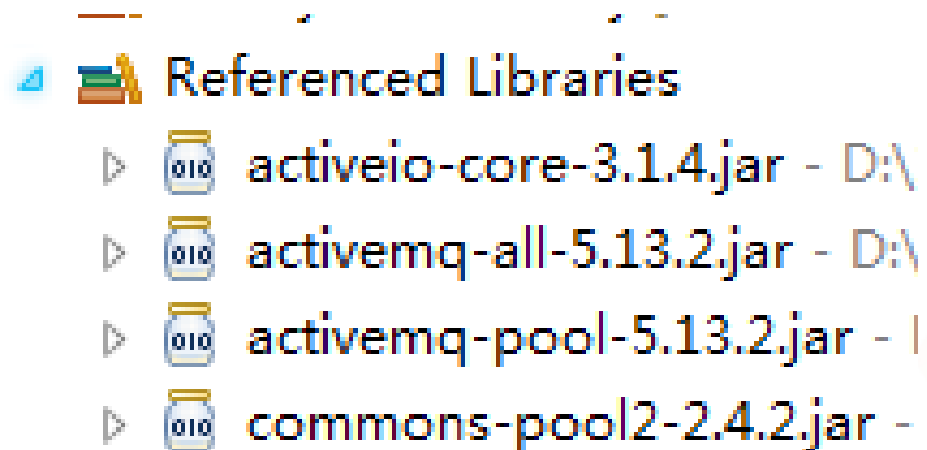 Referenced Libraries
activeio-core-3.1.4.jar - D:\
activemq-all-5.13.2.jar - D:\
activemq-pool-5.13.2.jar -
commons-pool2-2.4.2.jar -